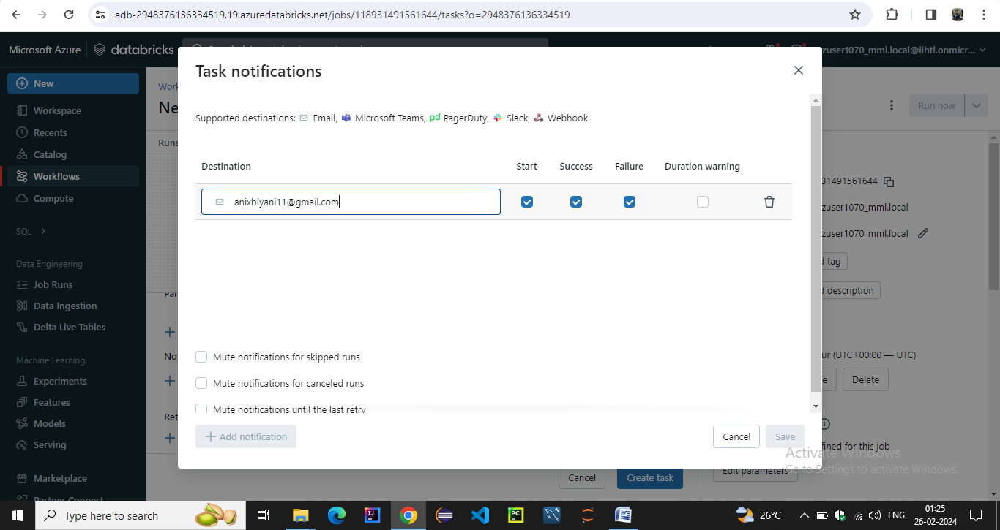 adb-2948376136334519.19.azuredatabricks.net/jobs/118931491561644/tasks?o=2948376136334519
Microsoft Azure databricks zuser1070_mml.local@iihtl.onmicr...
Task notifications
New
Workspace
Recents
Catalog
Workflows
Compute
SQL
Data Engineering
Job Runs
Data Ingestion
Delta Live Tables
Machine Learning
Experiments
Features
Models
Serving
Marketplace
Partner Connect
Wor
Ne
Runs
Par
No
Ret
Supported destinations: Email, Microsoft Teams, pd PagerDuty, Slack, Webhook
Destination Start Success Failure Duration warning
anixbiyani11@gmail.com
Mute notifications for skipped runs
Mute notifications for canceled runs
Mute notifications until the last retry
Add notification Cancel Save
Cancel Create task
Run now
31491561644
zuser1070_mml.local
zuser1070_mml.local
d tag
d description
ur (UTC+00:00 — UTC)
e Delete
fined for this job
Edit parameters
Activate Windows
Go to Settings to activate Windows.
Type here to search
26°C ENG 01:25
26-02-2024